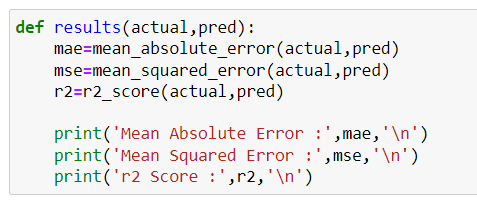 def results(actual,pred):
    mae=mean_absolute_error(actual,pred)
    mse=mean_squared_error(actual,pred)
    r2=r2_score(actual,pred)

    print('Mean Absolute Error :',mae,'\n')
    print('Mean Squared Error :',mse,'\n')
    print('r2 Score :',r2,'\n')